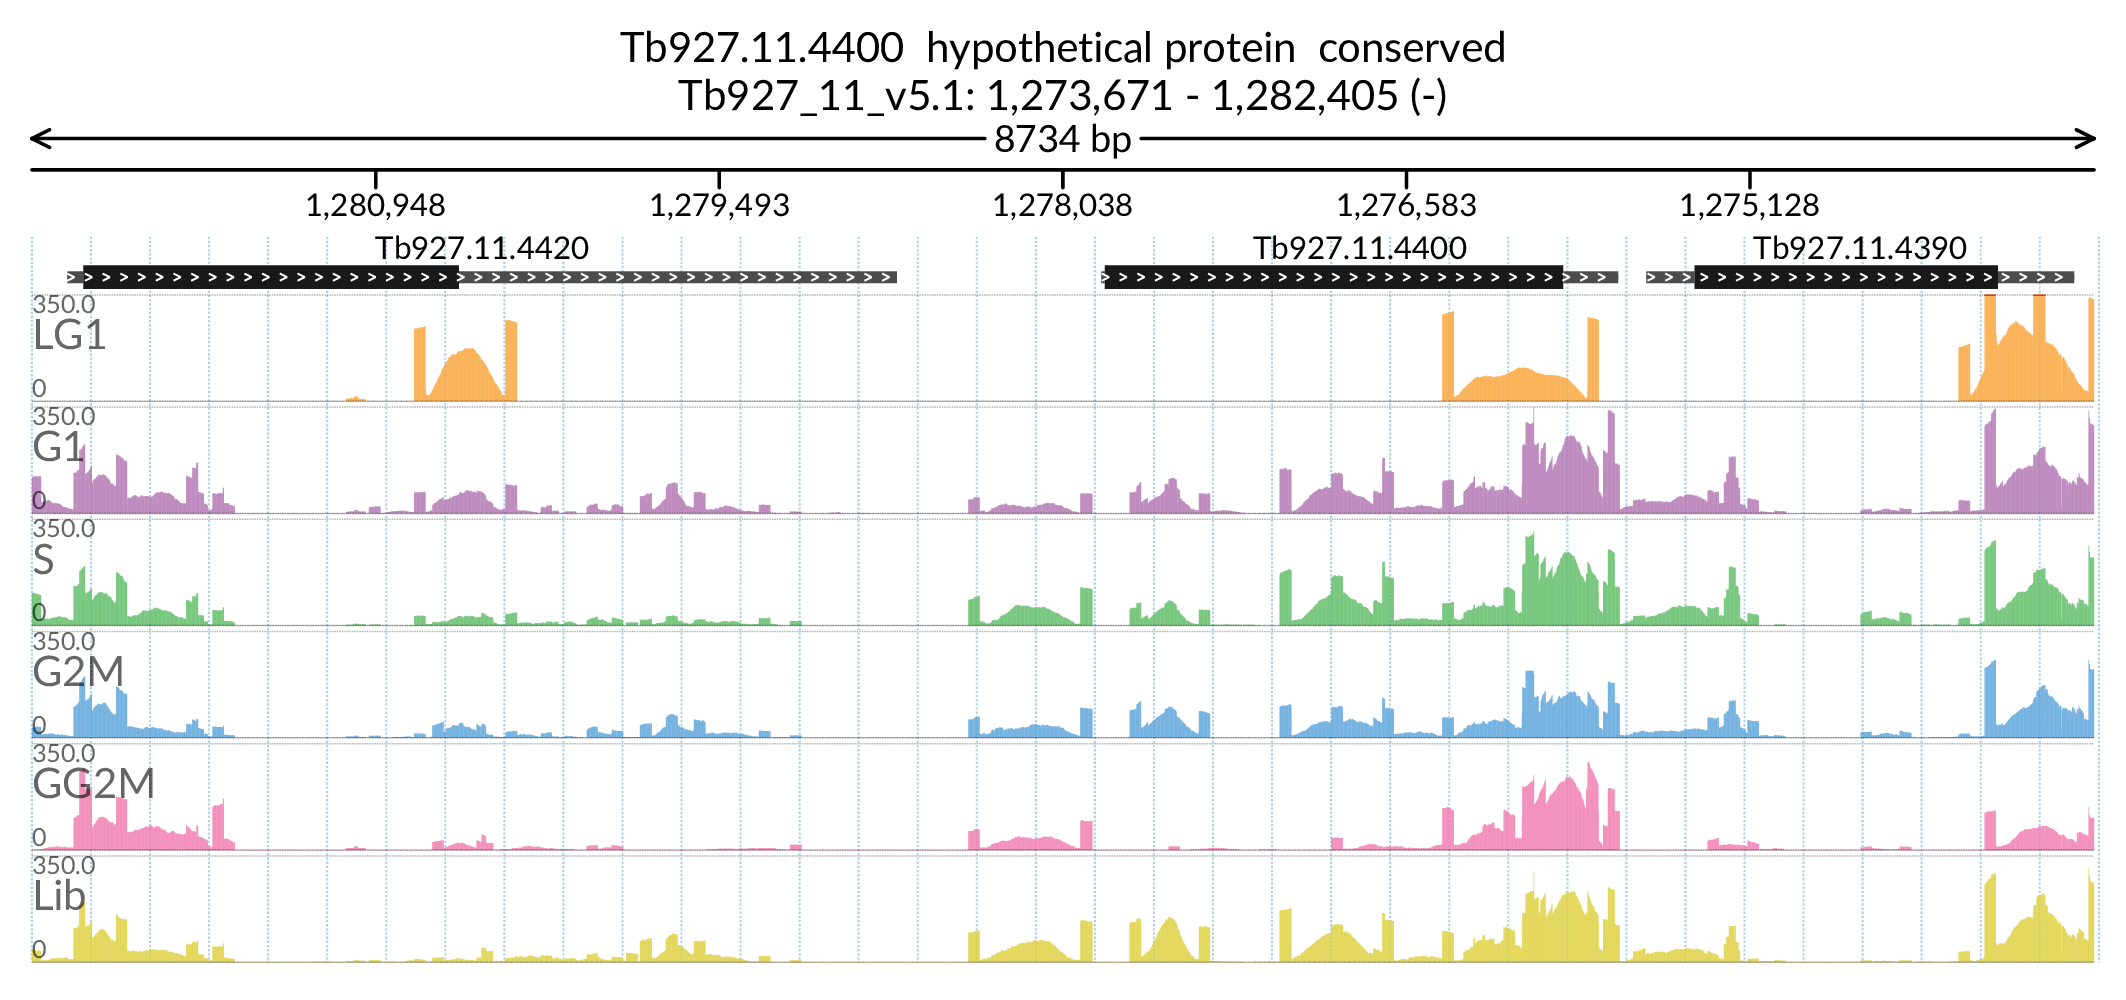 Tb927.11.4400 hypothetical protein conserved
Tb927_11_v5.1: 1,273,671 - 1,282,405 (-)
8734 bp
1,280,948 1,279,493 1,278,038 1,276,583 1,275,128
Tb927.11.4420 Tb927.11.4400 Tb927.11.4390
350.0
LG1
0
350.0
G1
0
350.0
S
0
350.0
G2M
0
350.0
GG2M
0
350.0
Lib
0